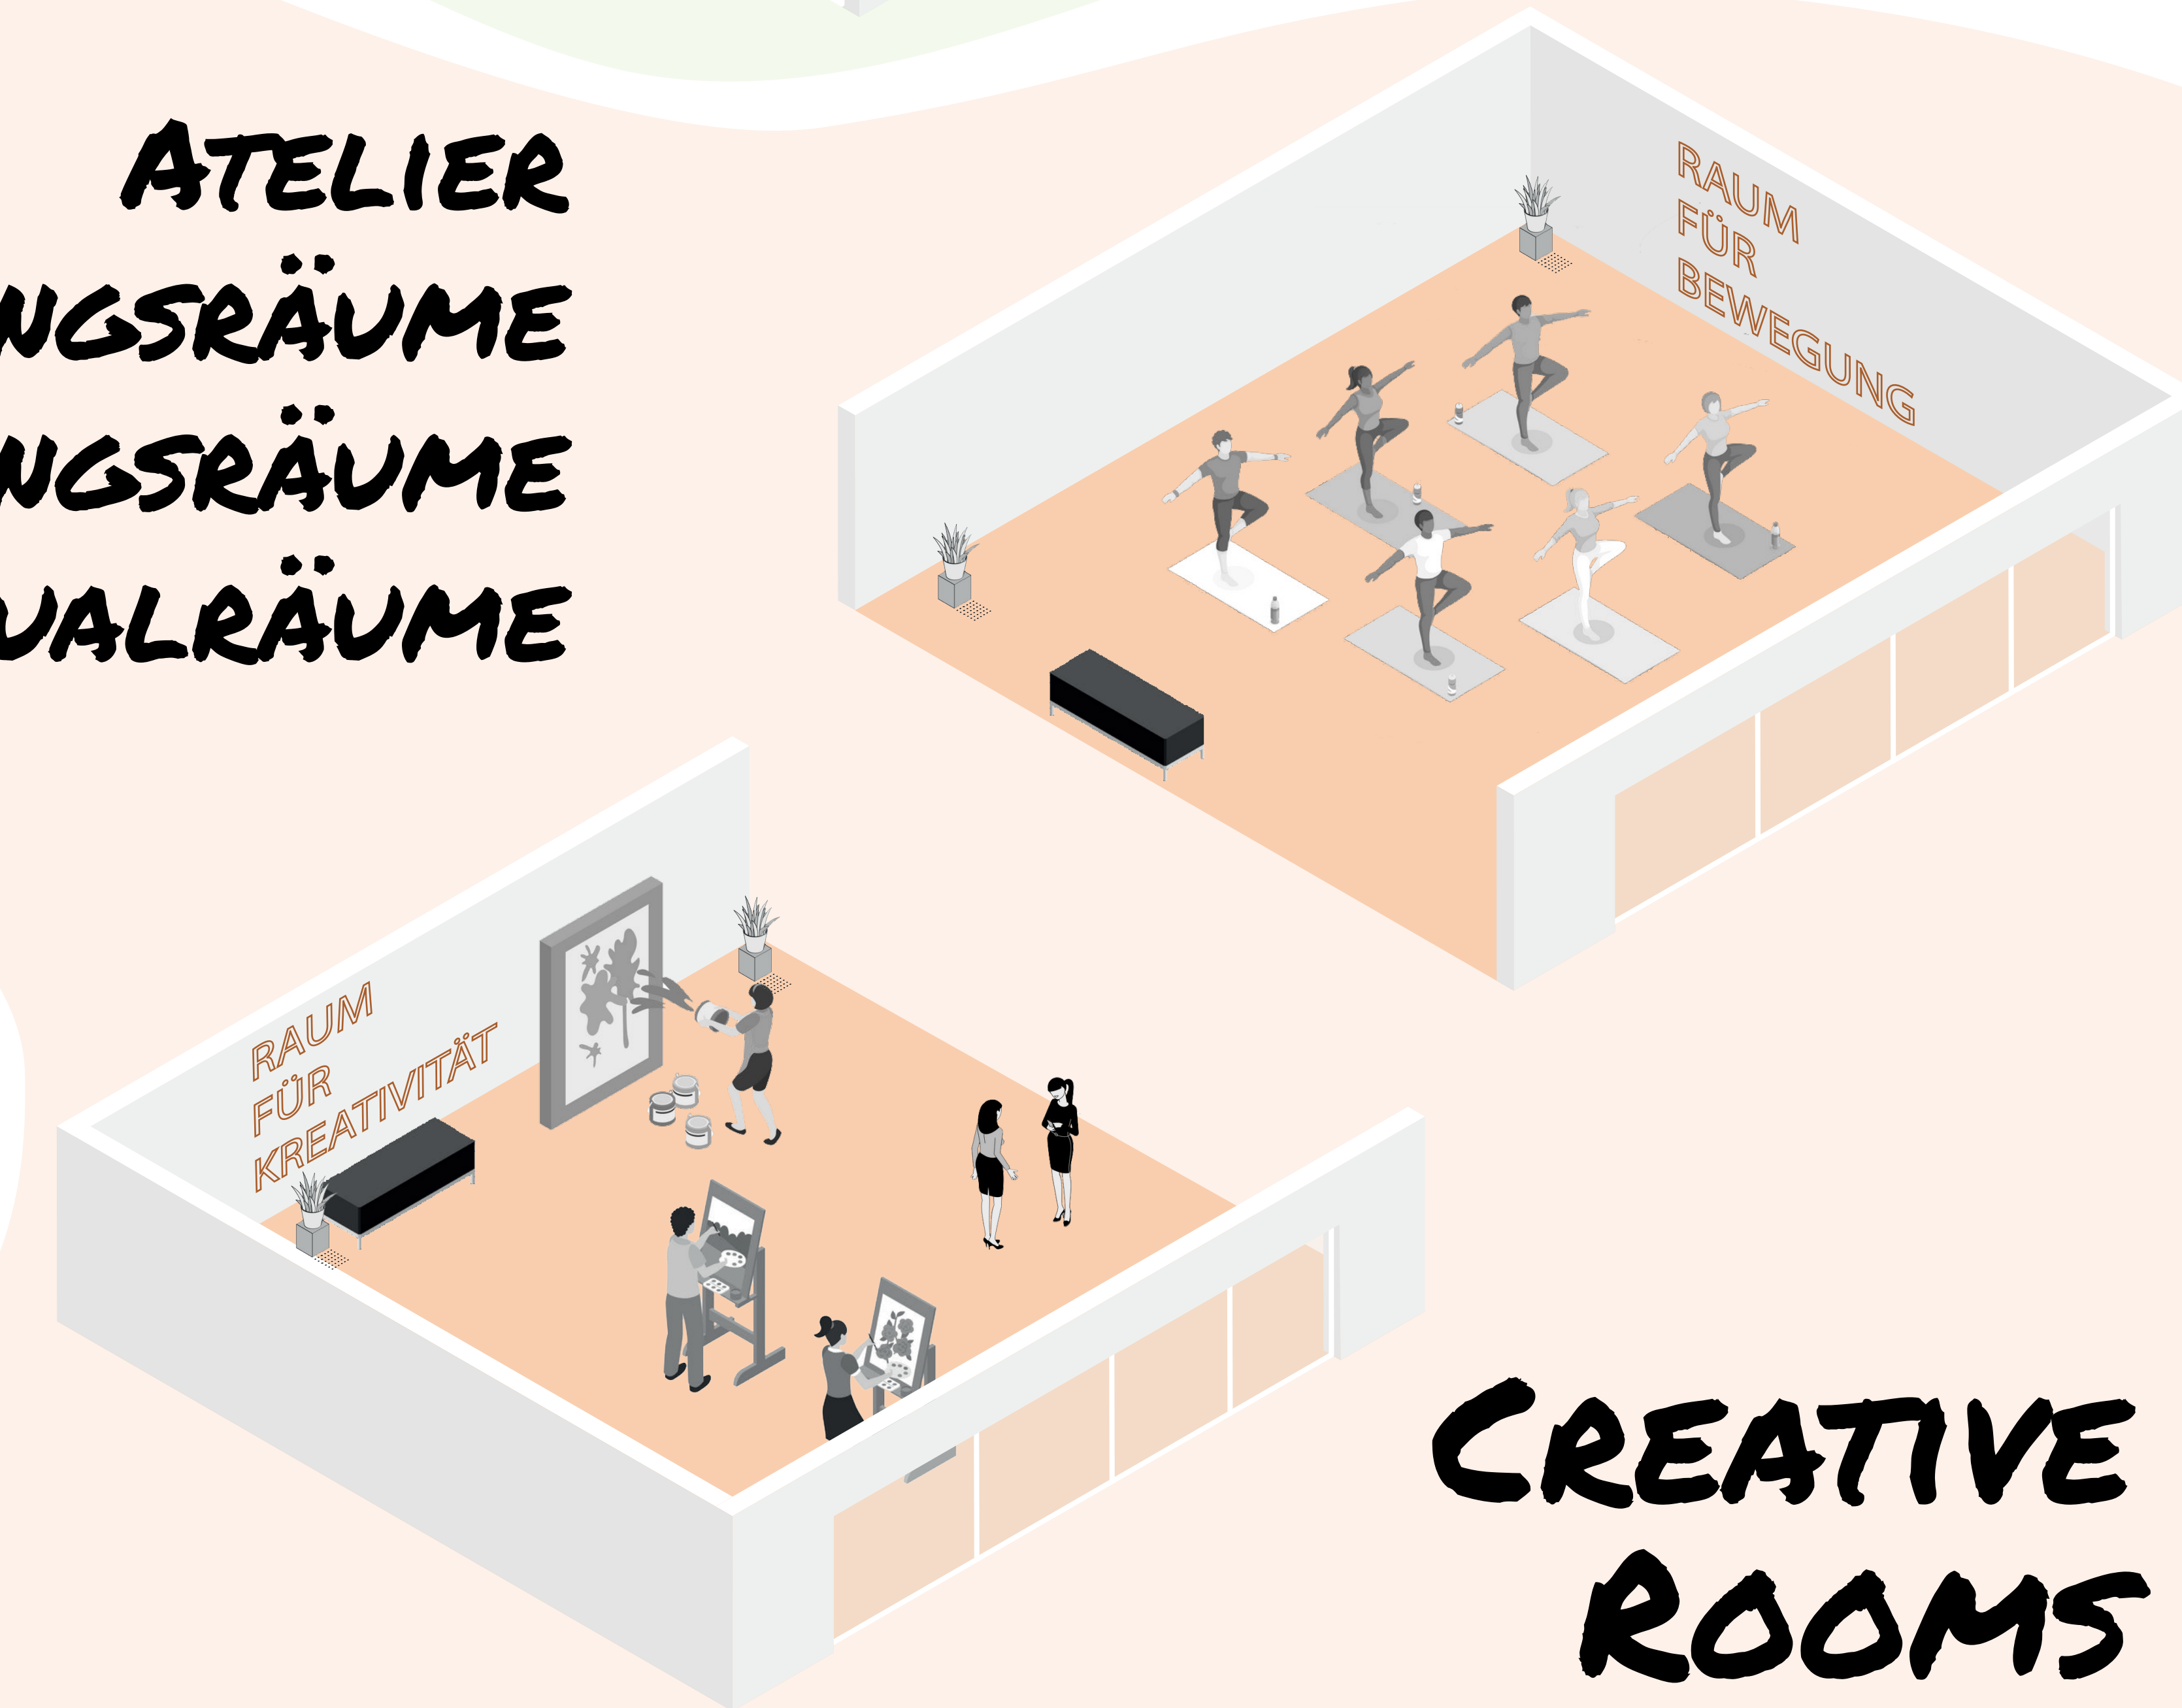 ATELIER
NGSRÄUME
NGSRÄUME
UALRÄUME
RAUM
FÜR
BEWEGUNG
RAUM
FÜR
KREATIVITÄT
CREATIVE
ROOMS